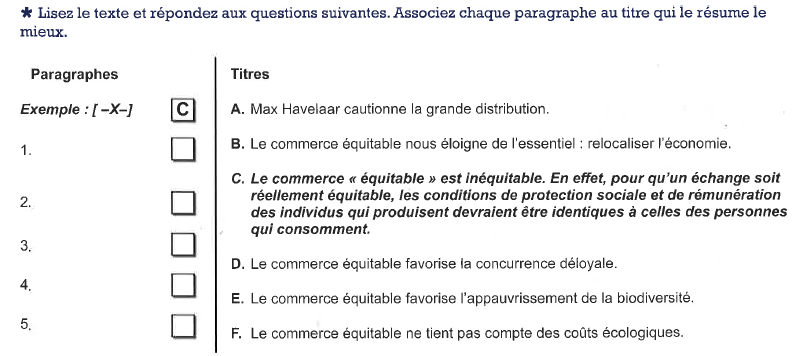 * Lisez le texte et répondez aux questions suivantes. Associez chaque paragraphe au titre qui le résume le
mieux.
Paragraphes
Exemple : [ –X–] C
1.
2.
3.
4.
5.
Titres
A. Max Havelaar cautionne la grande distribution.
B. Le commerce équitable nous éloigne de l'essentiel : relocaliser l'économie.
C. Le commerce « équitable » est inéquitable. En effet, pour qu'un échange soit
réellement équitable, les conditions de protection sociale et de rémunération
des individus qui produisent devraient être identiques à celles des personnes
qui consomment.
D. Le commerce équitable favorise la concurrence déloyale.
E. Le commerce équitable favorise l'appauvrissement de la biodiversité.
F. Le commerce équitable ne tient pas compte des coûts écologiques.